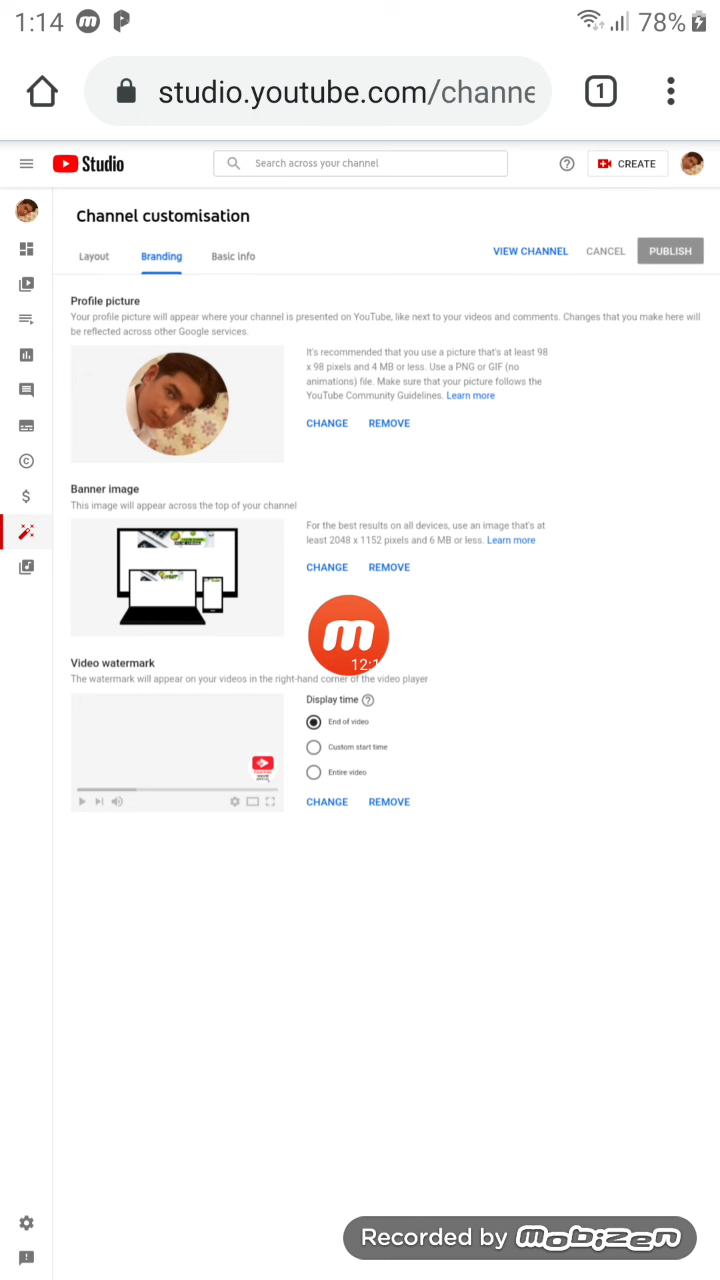 1:14
78%
studio.youtube.com/channe
1
Studio
Search across your channel
CREATE
Channel customisation
Layout
Branding
Basic info
VIEW CHANNEL
CANCEL
PUBLISH
Profile picture
Your profile picture will appear where your channel is presented on YouTube, like next to your videos and comments. Changes that you make here will
be reflected across other Google services.
It's recommended that you use a picture that's at least 98
x 98 pixels and 4 MB or less. Use a PNG or GIF (no
animations) file. Make sure that your picture follows the
YouTube Community Guidelines. Learn more
CHANGE
REMOVE
Banner image
This image will appear across the top of your channel
For the best results on all devices, use an image that's at
least 2048 x 1152 pixels and 6 MB or less. Learn more
CHANGE
REMOVE
m
12:1
Video watermark
The watermark will appear on your videos in the right-hand corner of the video player
Display time
End of video
Custom start time
Entire video
CHANGE
REMOVE
Recorded by mobizen